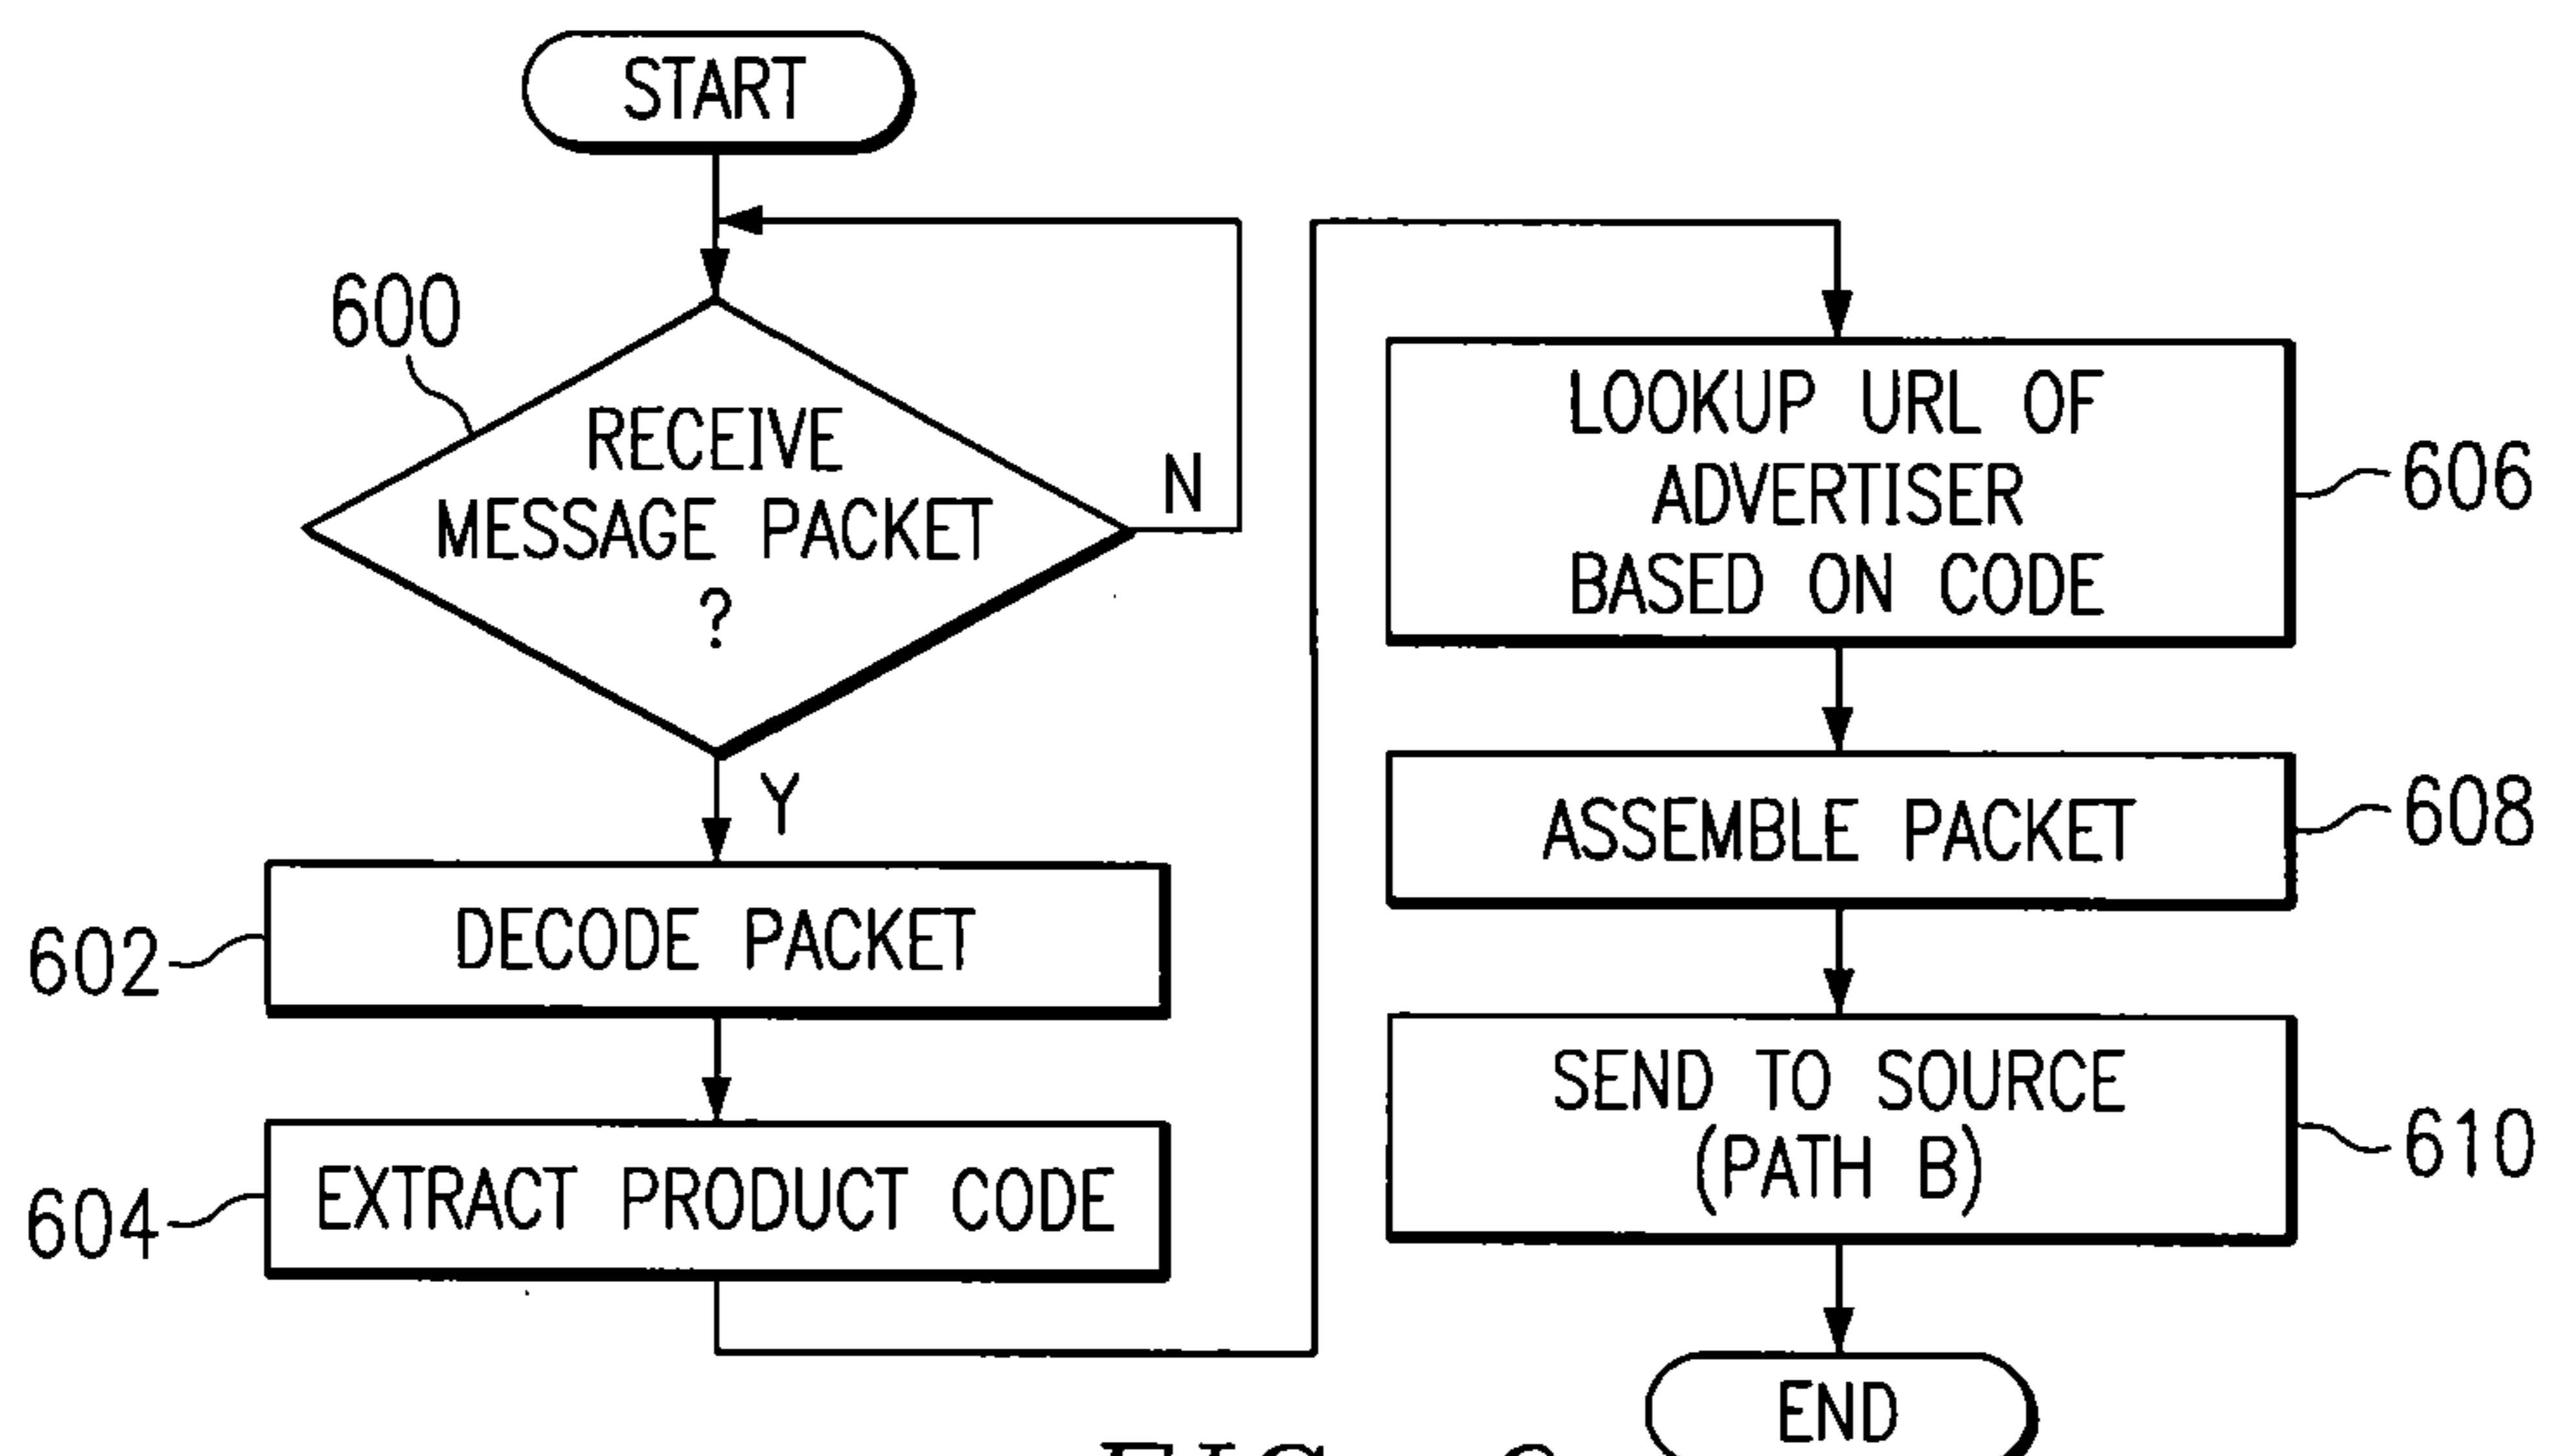 START
600
RECEIVE
MESSAGE PACKET
?
N
Y
602
DECODE PACKET
604
EXTRACT PRODUCT CODE
LOOKUP URL OF
ADVERTISER
BASED ON CODE
606
ASSEMBLE PACKET
608
SEND TO SOURCE
(PATH B)
610
END